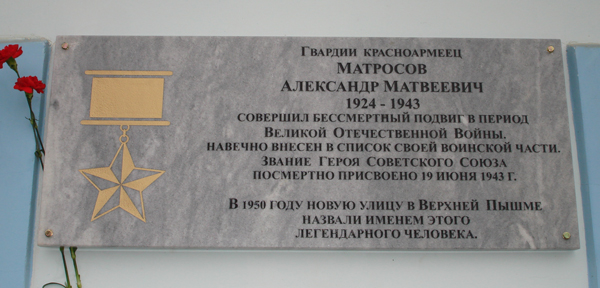 Гвардии красноармеец
Матросов
Александр Матвеевич
1924 - 1943
совершил бессмертный подвиг в период
Великой Отечественной Войны.
навечно внесен в список своей воинской части.
Звание Героя Советского Союза
посмертно присвоено 19 июня 1943 г.
В 1950 году новую улицу в Верхней Пышме
назвали именем этого
легендарного человека.